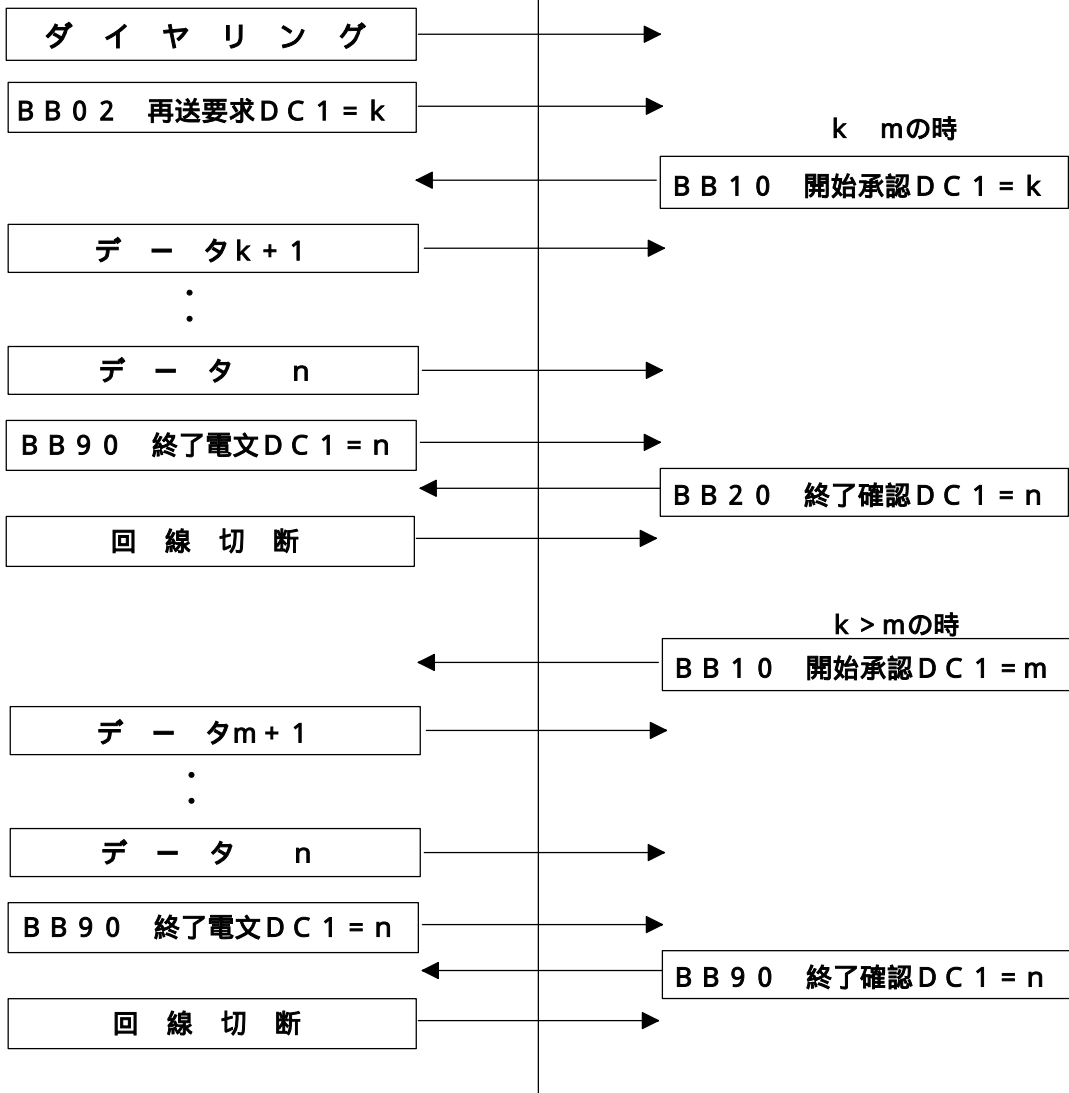 ダイヤリング
BB02 再送要求DC1=k
k mの時
BB10 開始承認DC1=k
データk+1
:
データ n
BB90 終了電文DC1=n
BB20 終了確認DC1=n
回線切断
k>mの時
BB10 開始承認DC1=m
データm+1
:
データ n
BB90 終了電文DC1=n
BB90 終了確認DC1=n
回線切断